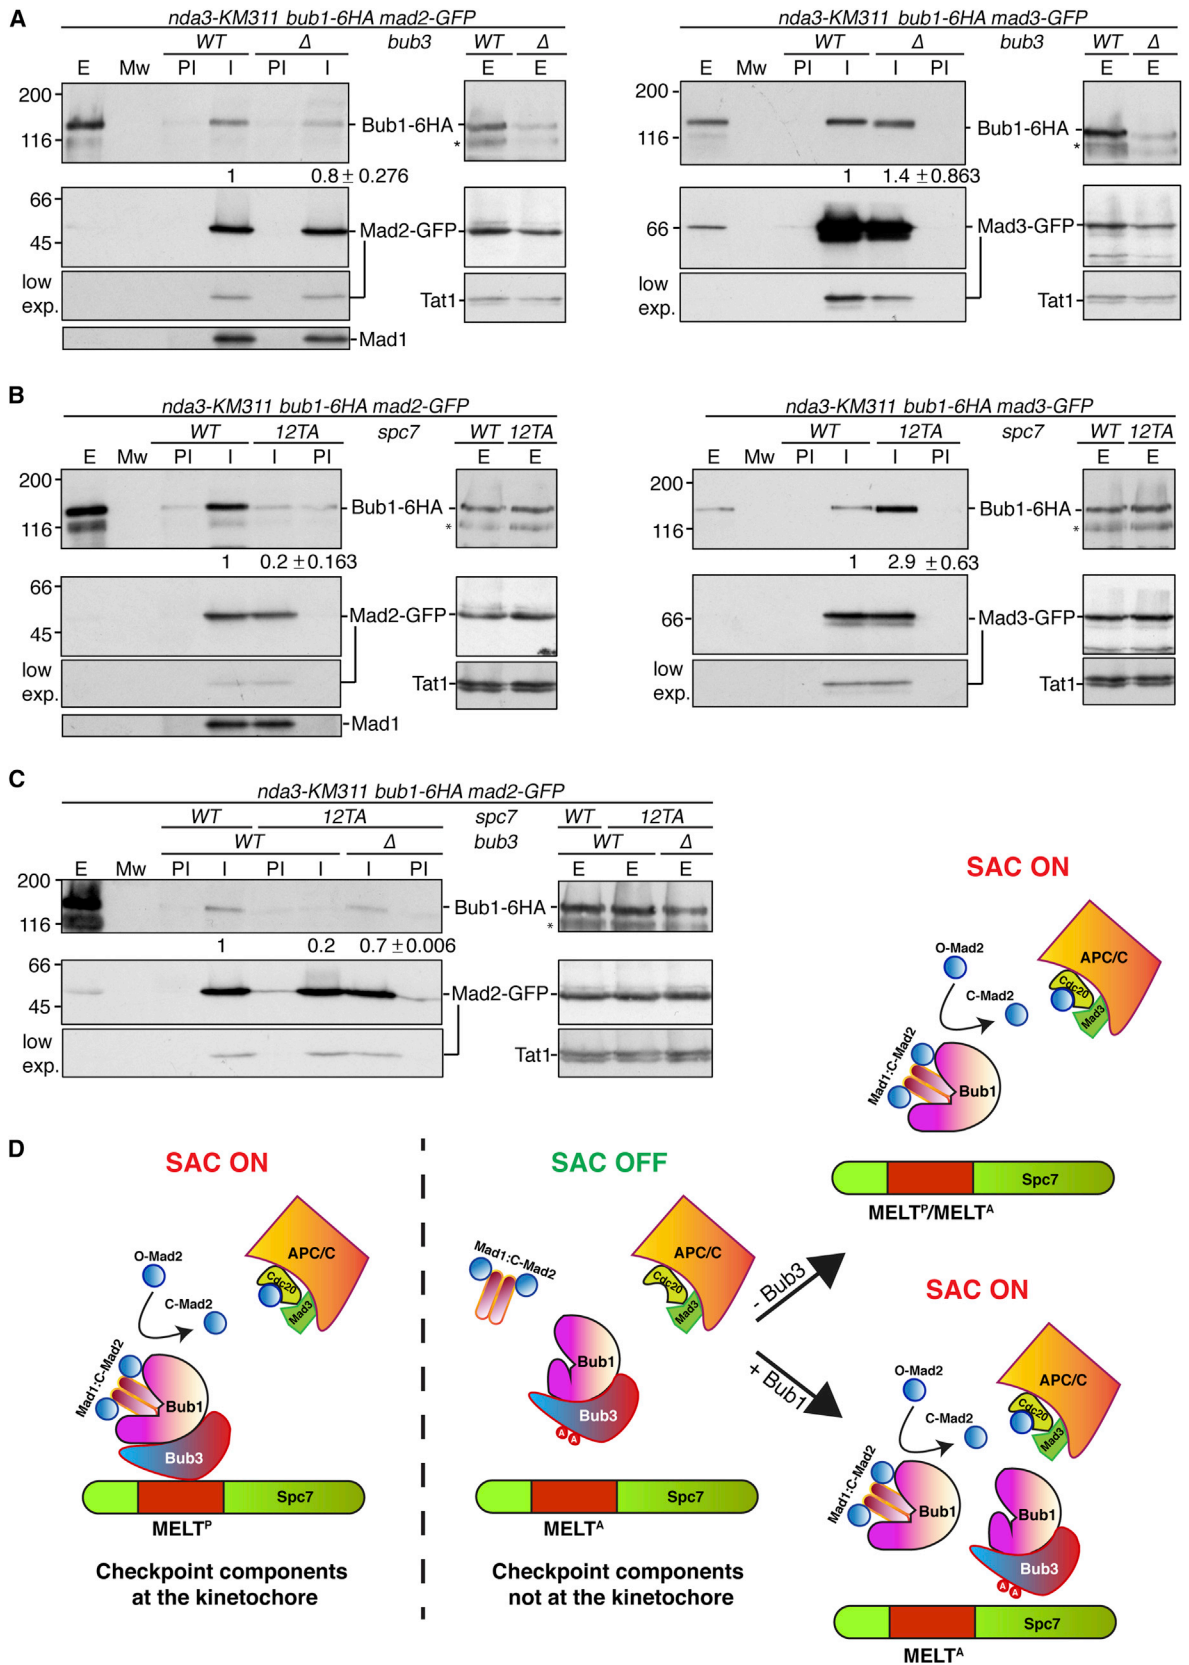 A
nda3-KM311 bub1-6HA mad2-GFP
WT Δ bub3 WT Δ
E Mw PI I PI I E E
200
116
Bub1-6HA
*
1 0.8 ± 0.276
66
45
Mad2-GFP
low
exp.
Tat1
Mad1
nda3-KM311 bub1-6HA mad3-GFP
WT Δ bub3 WT Δ
E Mw PI I I PI E E
200
116
Bub1-6HA
*
1 1.4 ± 0.863
66
Mad3-GFP
low
exp.
Tat1
B
nda3-KM311 bub1-6HA mad2-GFP
WT 12TA spc7 WT 12TA
E Mw PI I I PI E E
200
116
Bub1-6HA
*
1 0.2 ± 0.163
66
45
Mad2-GFP
low
exp.
Tat1
Mad1
nda3-KM311 bub1-6HA mad3-GFP
WT 12TA spc7 WT 12TA
E Mw PI I I PI E E
200
116
Bub1-6HA
*
1 2.9 ± 0.63
66
Mad3-GFP
low
exp.
Tat1
C
nda3-KM311 bub1-6HA mad2-GFP
WT 12TA spc7 WT 12TA
WT Δ bub3 WT Δ
E Mw PI I PI I I PI E E E
200
116
Bub1-6HA
*
1 0.2 0.7 ± 0.006
66
45
Mad2-GFP
low
exp.
Tat1
D
SAC ON
O-Mad2
C-Mad2
APC/C
Cdc20
Mad3
Mad1:C-Mad2
Bub1
Bub3
Spc7
MELTᴾ
Checkpoint components
at the kinetochore
SAC OFF
Mad1:C-Mad2
APC/C
Cdc20
Mad3
Bub1
Bub3
A A
Spc7
MELTᴬ
Checkpoint components
not at the kinetochore
- Bub3
+ Bub1
SAC ON
O-Mad2
C-Mad2
APC/C
Cdc20
Mad3
Mad1:C-Mad2
Bub1
Spc7
MELTᴾ/MELTᴬ
SAC ON
O-Mad2
C-Mad2
APC/C
Cdc20
Mad3
Mad1:C-Mad2
Bub1
Bub1
Bub3
A A
Spc7
MELTᴬ